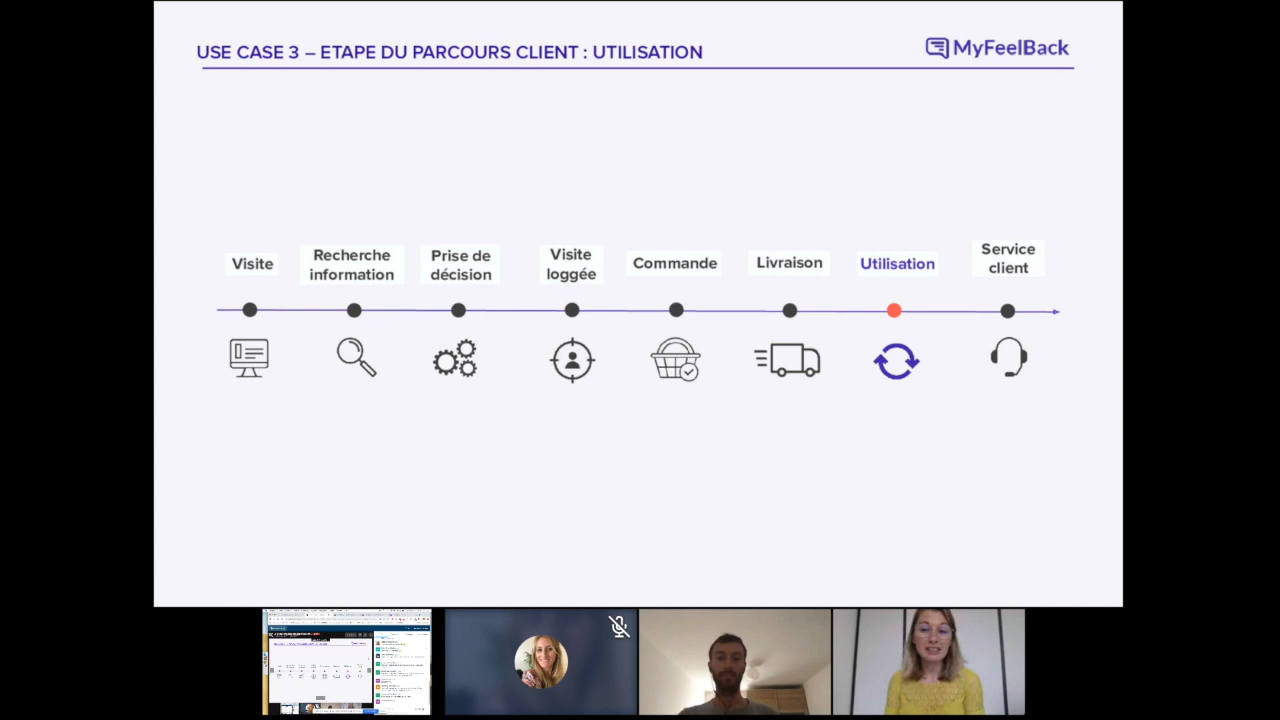 USE CASE 3 – ETAPE DU PARCOURS CLIENT : UTILISATION
MyFeelBack
Visite
Recherche
information
Prise de
décision
Visite
loggée
Commande
Livraison
Utilisation
Service
client